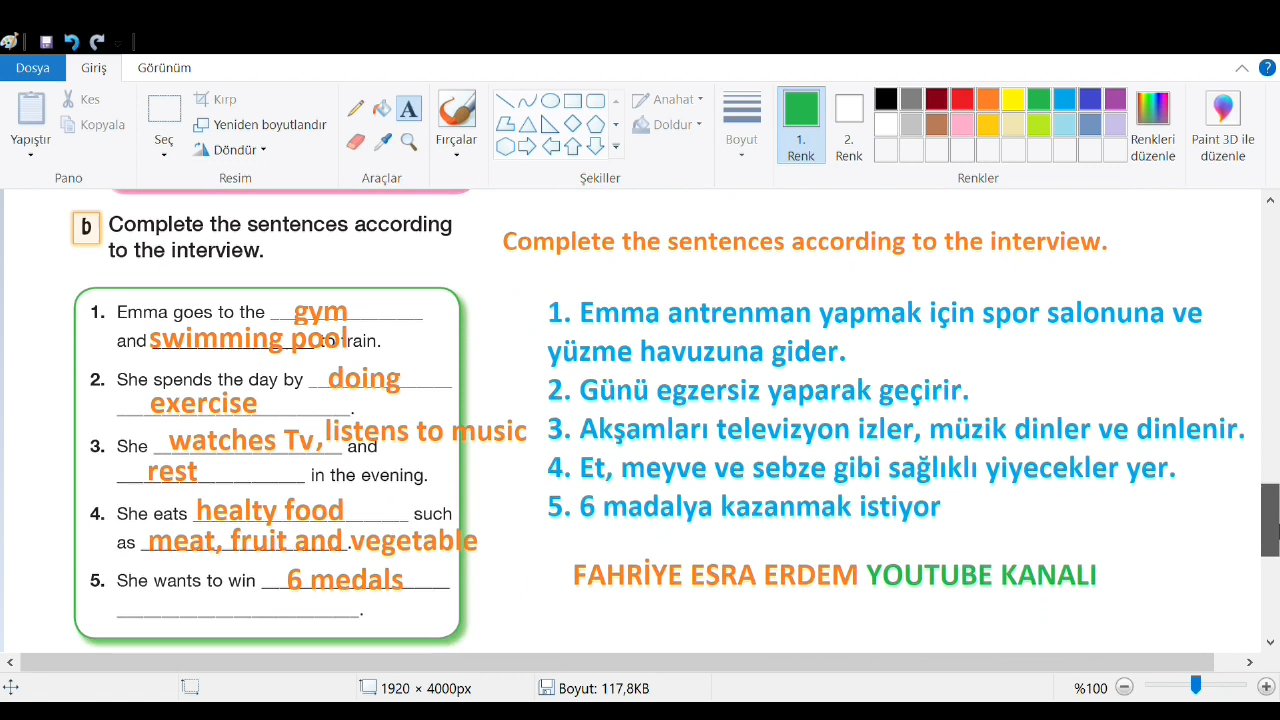 Dosya
Giriş
Görünüm
Yapıştır
Kes
Kopyala
Pano
Seç
Kırp
Yeniden boyutlandır
Döndür
Resim
A
Araçlar
Fırçalar
Anahat
Doldur
Şekiller
Boyut
1.
Renk
2.
Renk
Renkler
Renkleri
düzenle
Paint 3D ile
düzenle
?
b Complete the sentences according
to the interview.
1. Emma goes to the gym
and swimming pool to train.
2. She spends the day by doing
exercise.
3. She watches Tv, listens to music and
rest in the evening.
4. She eats healty food such
as meat, fruit and vegetable.
5. She wants to win 6 medals
.
Complete the sentences according to the interview.
1. Emma antrenman yapmak için spor salonuna ve
yüzme havuzuna gider.
2. Günü egzersiz yaparak geçirir.
3. Akşamları televizyon izler, müzik dinler ve dinlenir.
4. Et, meyve ve sebze gibi sağlıklı yiyecekler yer.
5. 6 madalya kazanmak istiyor
FAHRİYE ESRA ERDEM YOUTUBE KANALI
1920 × 4000px
Boyut: 117,8KB
%100